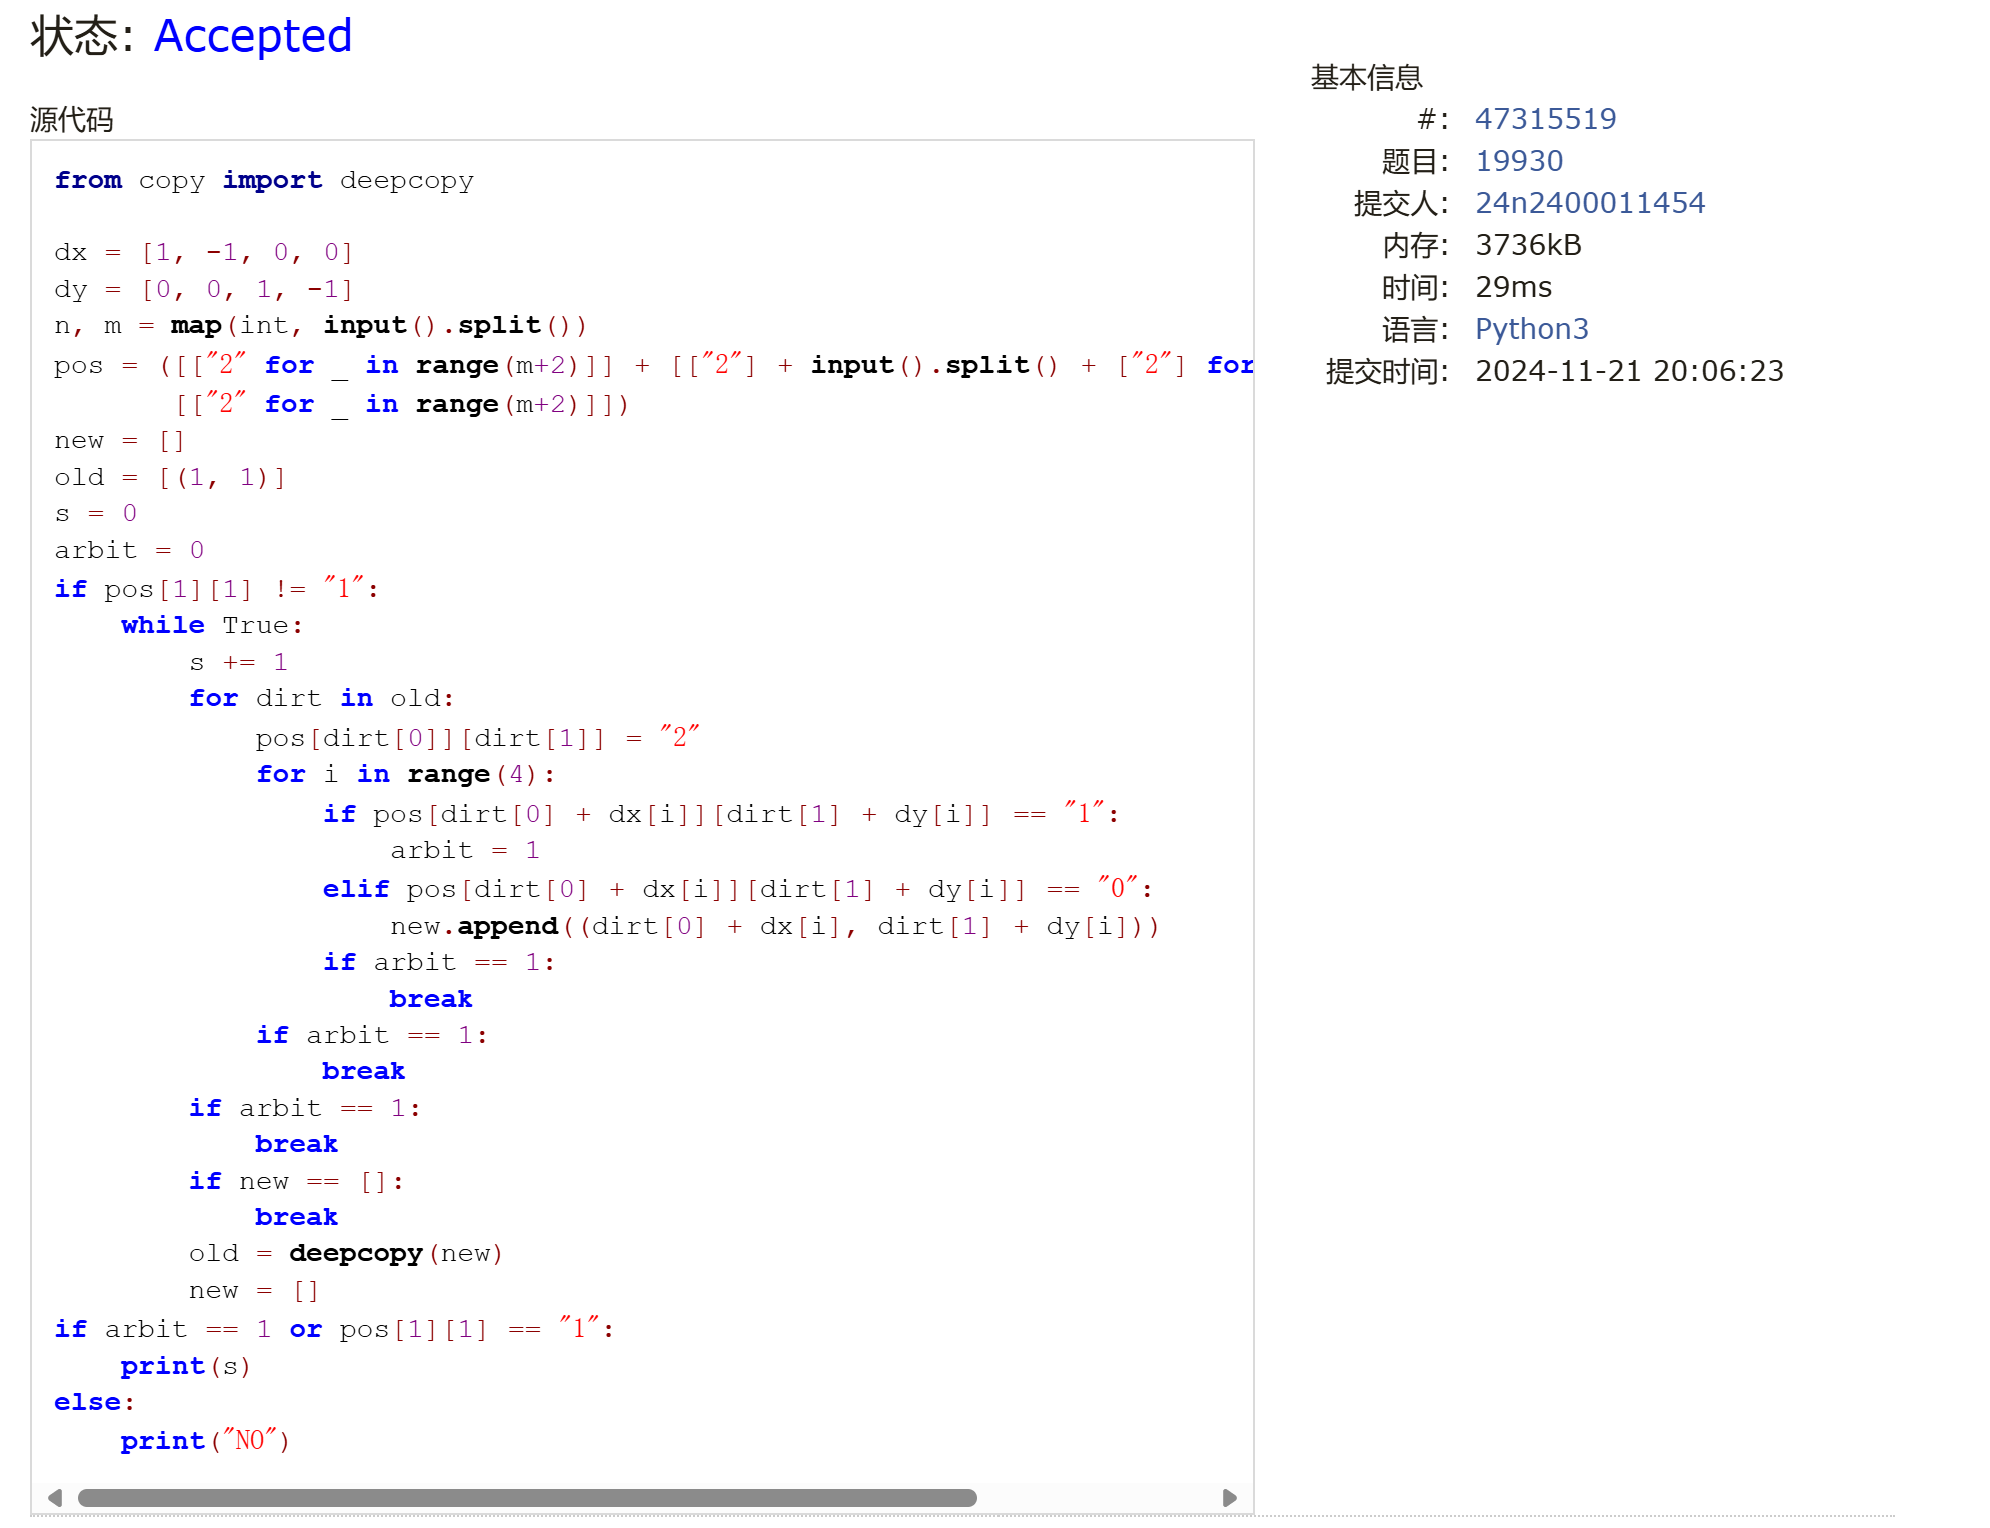 状态: Accepted
源代码
from copy import deepcopy
dx = [1, -1, 0, 0]
dy = [0, 0, 1, -1]
n, m = map(int, input().split())
pos = ([["2" for _ in range(m+2)]] + [["2"] + input().split() + ["2"] for
       [["2" for _ in range(m+2)]])
new = []
old = [(1, 1)]
s = 0
arbit = 0
if pos[1][1] != "1":
    while True:
        s += 1
        for dirt in old:
            pos[dirt[0]][dirt[1]] = "2"
            for i in range(4):
                if pos[dirt[0] + dx[i]][dirt[1] + dy[i]] == "1":
                    arbit = 1
                elif pos[dirt[0] + dx[i]][dirt[1] + dy[i]] == "0":
                    new.append((dirt[0] + dx[i], dirt[1] + dy[i]))
                if arbit == 1:
                    break
            if arbit == 1:
                break
        if arbit == 1:
            break
        if new == []:
            break
        old = deepcopy(new)
        new = []
if arbit == 1 or pos[1][1] == "1":
    print(s)
else:
    print("NO")
基本信息
#: 47315519
题目: 19930
提交人: 24n2400011454
内存: 3736kB
时间: 29ms
语言: Python3
提交时间: 2024-11-21 20:06:23